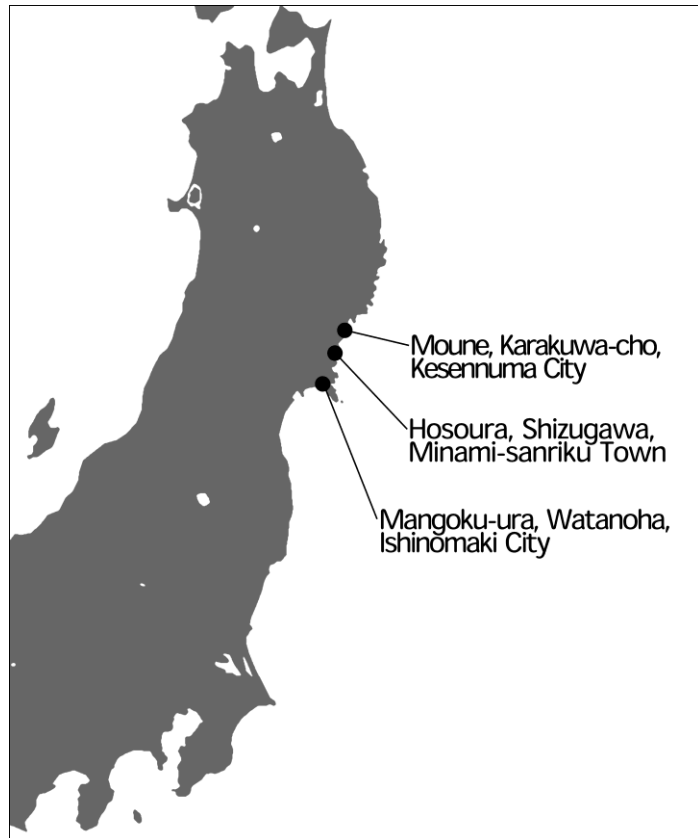 Moune, Karakuwa-cho,
Kesennuma City
Hosoura, Shizugawa,
Minami-sanriku Town
Mangoku-ura, Watanoha,
Ishinomaki City